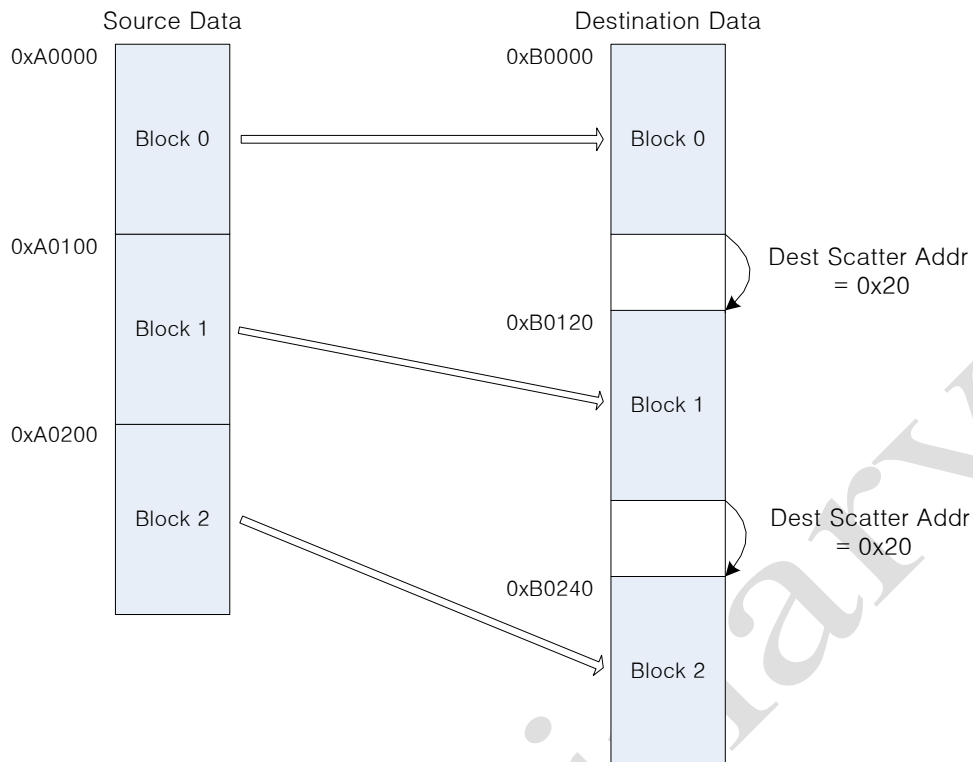 Source Data
Destination Data
0xA0000
0xB0000
Block 0
Block 0
0xA0100
Dest Scatter Addr
= 0x20
0xB0120
Block 1
Block 1
0xA0200
Block 2
Dest Scatter Addr
= 0x20
0xB0240
Block 2